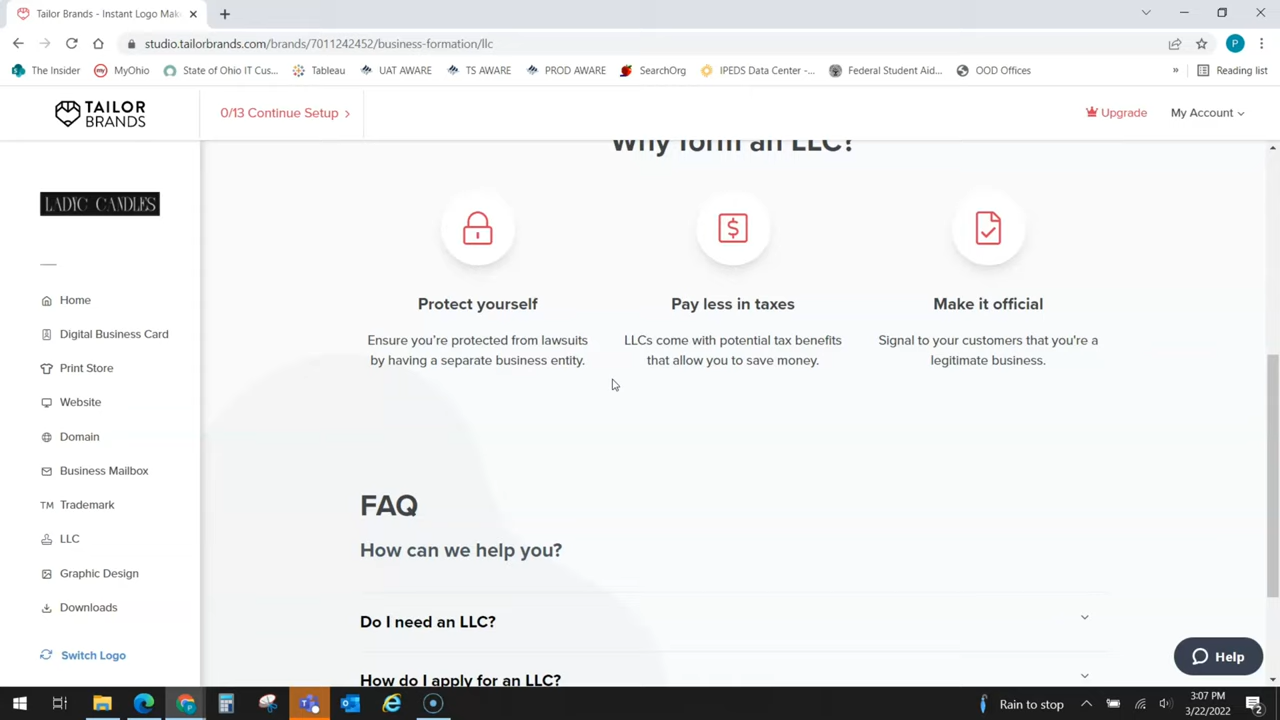 Tailor Brands - Instant Logo Mak
studio.tailorbrands.com/brands/7011242452/business-formation/llc
P
The Insider
MyOhio
State of Ohio IT Cus...
Tableau
UAT AWARE
TS AWARE
PROD AWARE
SearchOrg
IPEDS Data Center -...
Federal Student Aid...
OOD Offices
»
Reading list
TAILOR
BRANDS
0/13 Continue Setup
Upgrade
My Account
LADYC CANDLES
Home
Digital Business Card
Print Store
Website
Domain
Business Mailbox
TM Trademark
LLC
Graphic Design
Downloads
Switch Logo
Why form an LLC?
Protect yourself
Ensure you're protected from lawsuits
by having a separate business entity.
Pay less in taxes
LLCs come with potential tax benefits
that allow you to save money.
Make it official
Signal to your customers that you're a
legitimate business.
FAQ
How can we help you?
Do I need an LLC?
How do I apply for an LLC?
Help
Rain to stop
3:07 PM
3/22/2022
2